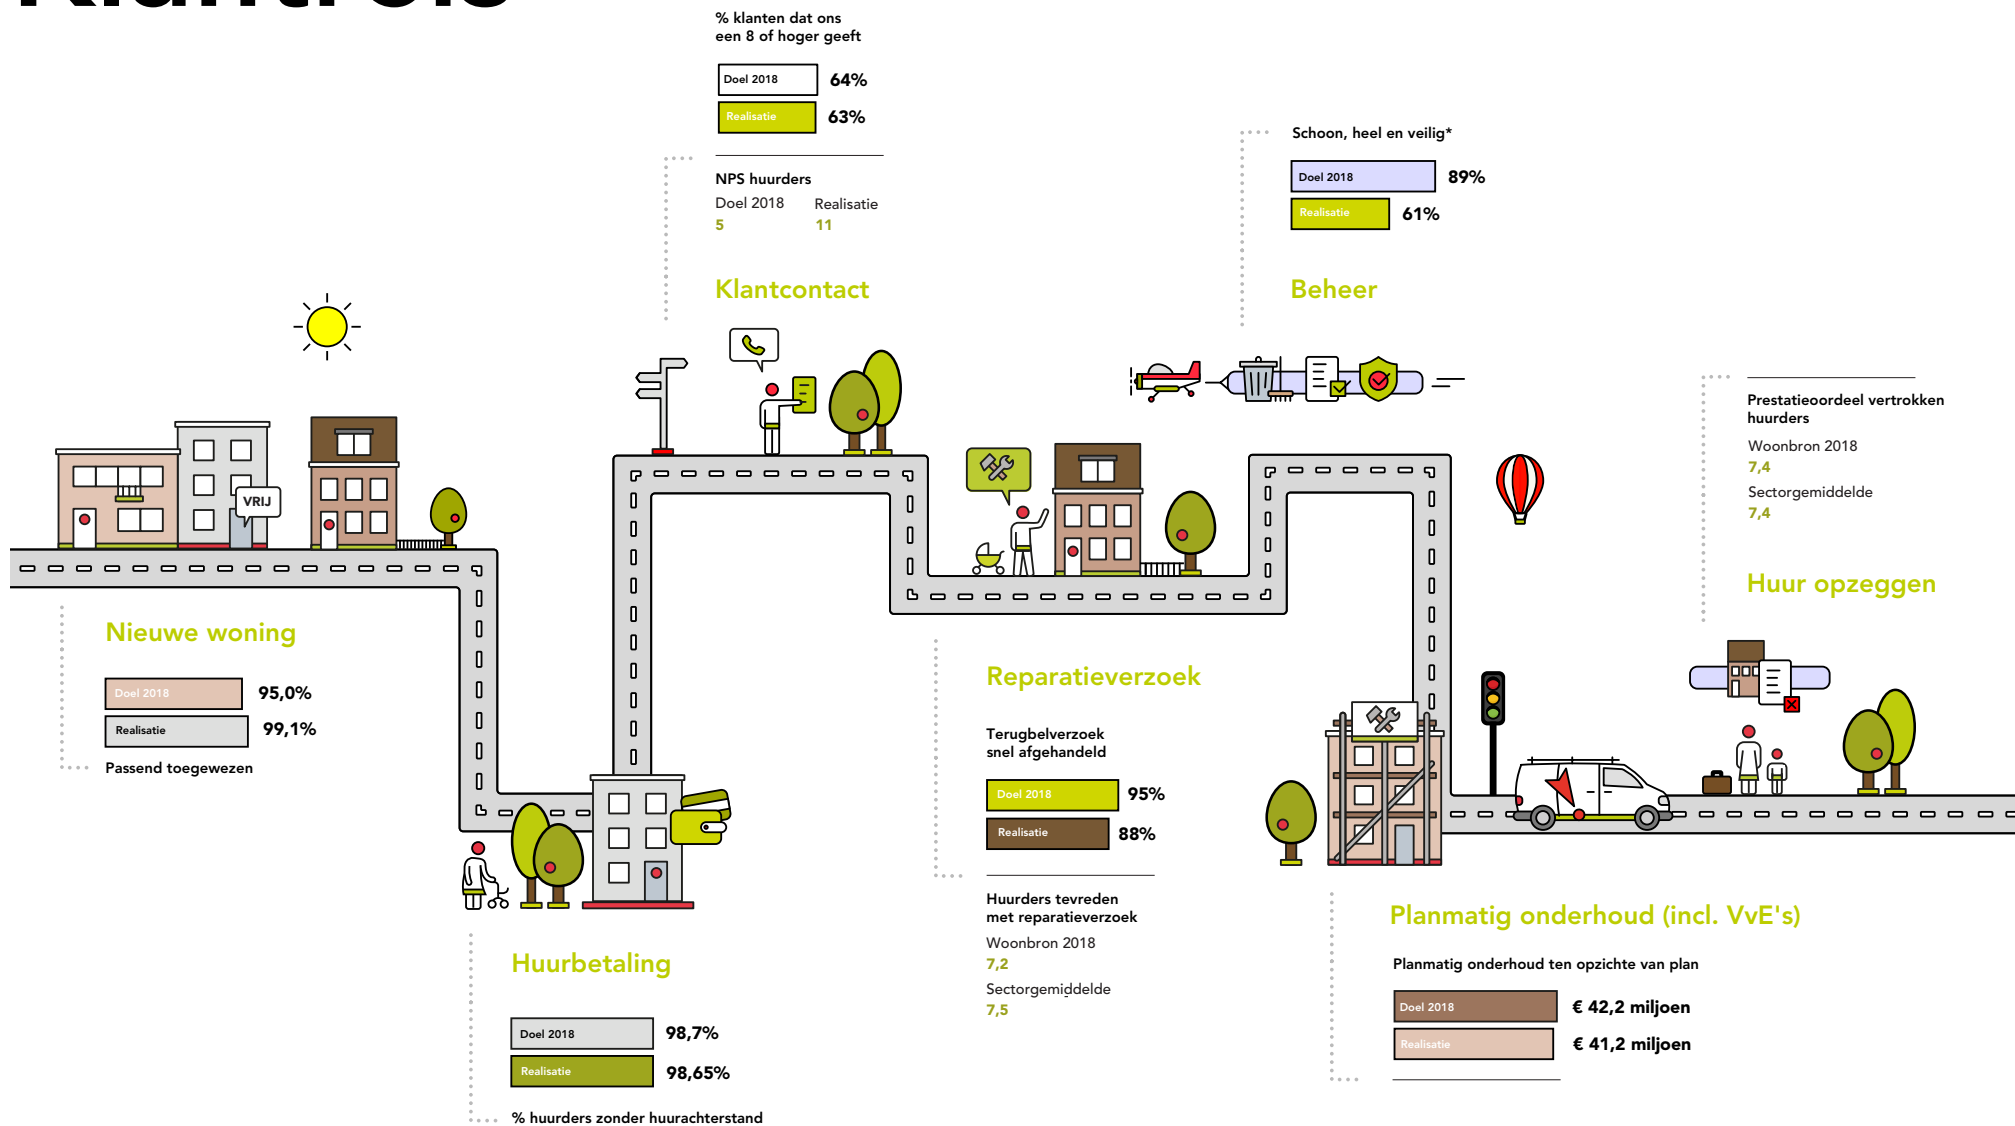 % klanten dat ons
een 8 of hoger geeft
Doel 2018 64%
Realisatie 63%
NPS huurders
Doel 2018 Realisatie
5 11
Klantcontact
Schoon, heel en veilig*
Doel 2018 89%
Realisatie 61%
Beheer
Prestatieoordeel vertrokken
huurders
Woonbron 2018
7,4
Sectorgemiddelde
7,4
Huur opzeggen
VRIJ
Nieuwe woning
Doel 2018 95,0%
Realisatie 99,1%
Passend toegewezen
Reparatieverzoek
Terugbelverzoek
snel afgehandeld
Doel 2018 95%
Realisatie 88%
Huurders tevreden
met reparatieverzoek
Woonbron 2018
7,2
Sectorgemiddelde
7,5
Huurbetaling
Doel 2018 98,7%
Realisatie 98,65%
% huurders zonder huurachterstand
Planmatig onderhoud (incl. VvE's)
Planmatig onderhoud ten opzichte van plan
Doel 2018 € 42,2 miljoen
Realisatie € 41,2 miljoen